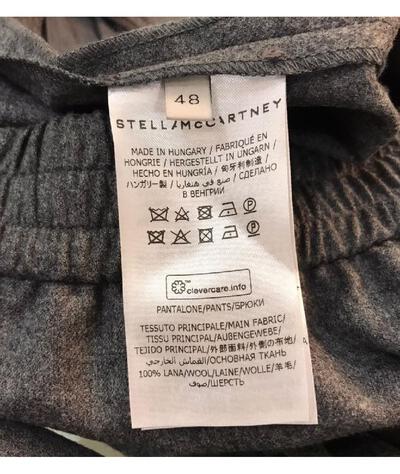 48
STELLA McCARTNEY
MADE IN HUNGARY / FABRIQUÉ EN
HONGRIE / HERGESTELLT IN UNGARN /
HECHO EN HUNGRÍA / 匈牙利制造 /
ハンガリー製 / صنع في هنغاريا / СДЕЛАНО
В ВЕНГРИИ
P
P
clevercare.info
PANTALONE/PANTS/БРЮКИ
TESSUTO PRINCIPALE/MAIN FABRIC/
TISSU PRINCIPAL/AUßENGEWEBE/
TEJIDO PRINCIPAL/外部面料/外側の布地/
القماش الخارجي/ОСНОВНАЯ ТКАНЬ
100% LANA/WOOL/LAINE/WOLLE/羊毛/
صوف/ШЕРСТЬ